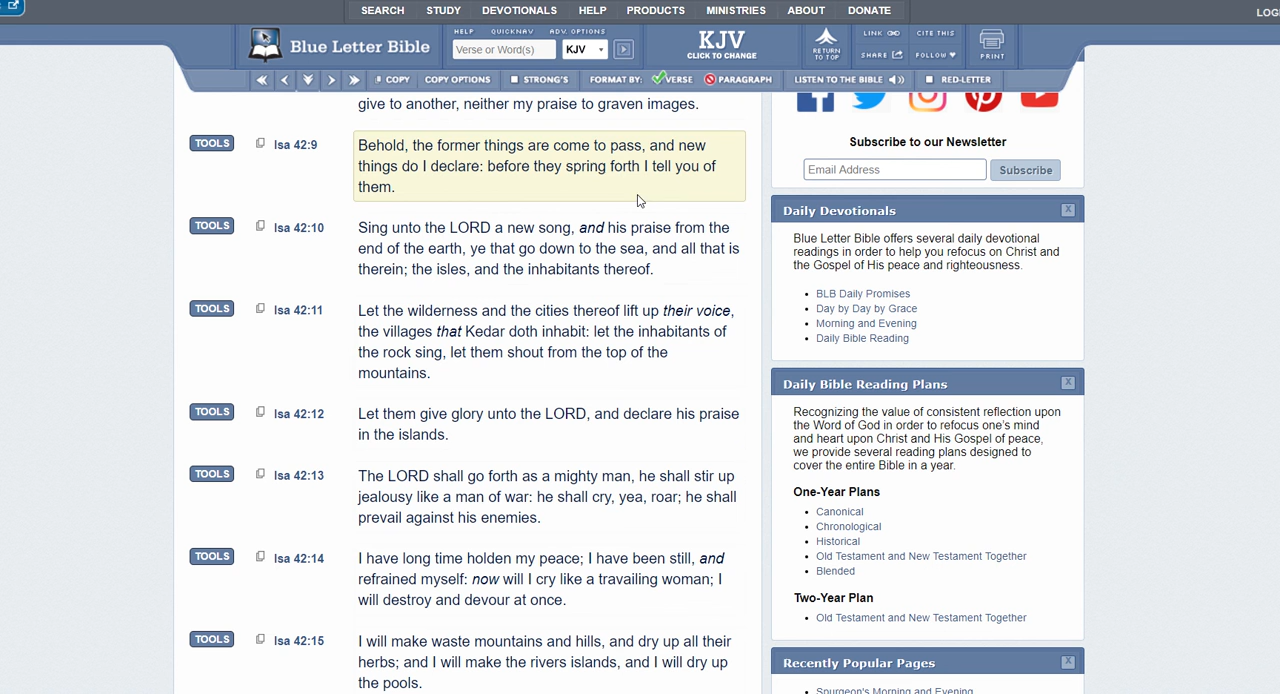 SEARCH STUDY DEVOTIONALS HELP PRODUCTS MINISTRIES ABOUT DONATE
Blue Letter Bible
HELP QUICKNAV ADV. OPTIONS
Verse or Word(s) KJV
KJV
CLICK TO CHANGE
RETURN
TO TOP
LINK CITE THIS
SHARE FOLLOW
PRINT
COPY COPY OPTIONS STRONG'S FORMAT BY: VERSE PARAGRAPH LISTEN TO THE BIBLE RED-LETTER
give to another, neither my praise to graven images.
TOOLS Isa 42:9 Behold, the former things are come to pass, and new
things do I declare: before they spring forth I tell you of
them.
TOOLS Isa 42:10 Sing unto the LORD a new song, and his praise from the
end of the earth, ye that go down to the sea, and all that is
therein; the isles, and the inhabitants thereof.
TOOLS Isa 42:11 Let the wilderness and the cities thereof lift up their voice,
the villages that Kedar doth inhabit: let the inhabitants of
the rock sing, let them shout from the top of the
mountains.
TOOLS Isa 42:12 Let them give glory unto the LORD, and declare his praise
in the islands.
TOOLS Isa 42:13 The LORD shall go forth as a mighty man, he shall stir up
jealousy like a man of war: he shall cry, yea, roar; he shall
prevail against his enemies.
TOOLS Isa 42:14 I have long time holden my peace; I have been still, and
refrained myself: now will I cry like a travailing woman; I
will destroy and devour at once.
TOOLS Isa 42:15 I will make waste mountains and hills, and dry up all their
herbs; and I will make the rivers islands, and I will dry up
the pools.
Subscribe to our Newsletter
Email Address Subscribe
Daily Devotionals X
Blue Letter Bible offers several daily devotional
readings in order to help you refocus on Christ and
the Gospel of His peace and righteousness.
BLB Daily Promises
Day by Day by Grace
Morning and Evening
Daily Bible Reading
Daily Bible Reading Plans X
Recognizing the value of consistent reflection upon
the Word of God in order to refocus one's mind
and heart upon Christ and His Gospel of peace,
we provide several reading plans designed to
cover the entire Bible in a year.
One-Year Plans
Canonical
Chronological
Historical
Old Testament and New Testament Together
Blended
Two-Year Plan
Old Testament and New Testament Together
Recently Popular Pages X
Spurgeon's Morning and Evening